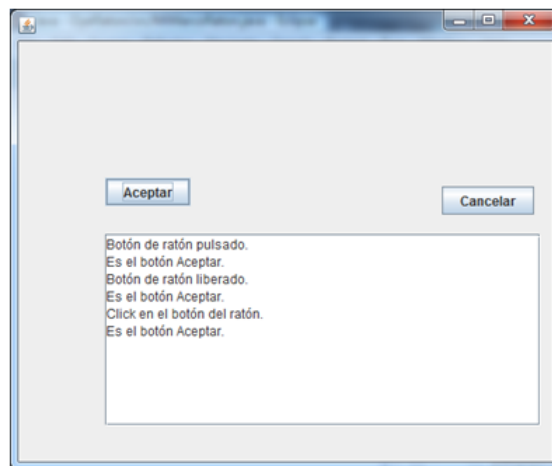 Aceptar
Cancelar
Botón de ratón pulsado.
Es el botón Aceptar.
Botón de ratón liberado.
Es el botón Aceptar.
Click en el botón del ratón.
Es el botón Aceptar.